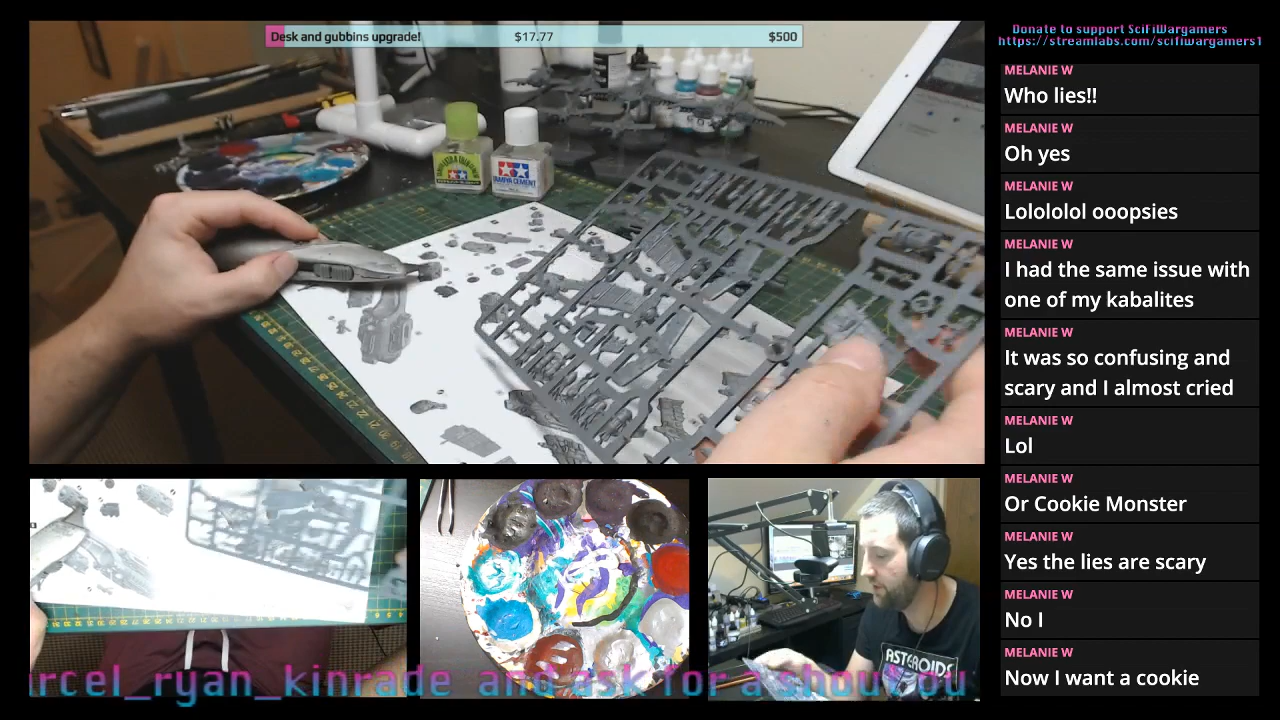 Desk and gubbins upgrade! $17.77 $500
Donate to support SciFiWargamers
https://streamlabs.com/scifiwargamers1
MELANIE W
Who lies!!
MELANIE W
Oh yes
MELANIE W
Lolololol ooopsies
MELANIE W
I had the same issue with
one of my kabalites
MELANIE W
It was so confusing and
scary and I almost cried
MELANIE W
Lol
MELANIE W
Or Cookie Monster
MELANIE W
Yes the lies are scary
MELANIE W
No I
MELANIE W
Now I want a cookie
TAMIYA CEMENT
ASTEROIDS
rcel_ryan_kinrade and ask for a shout ou